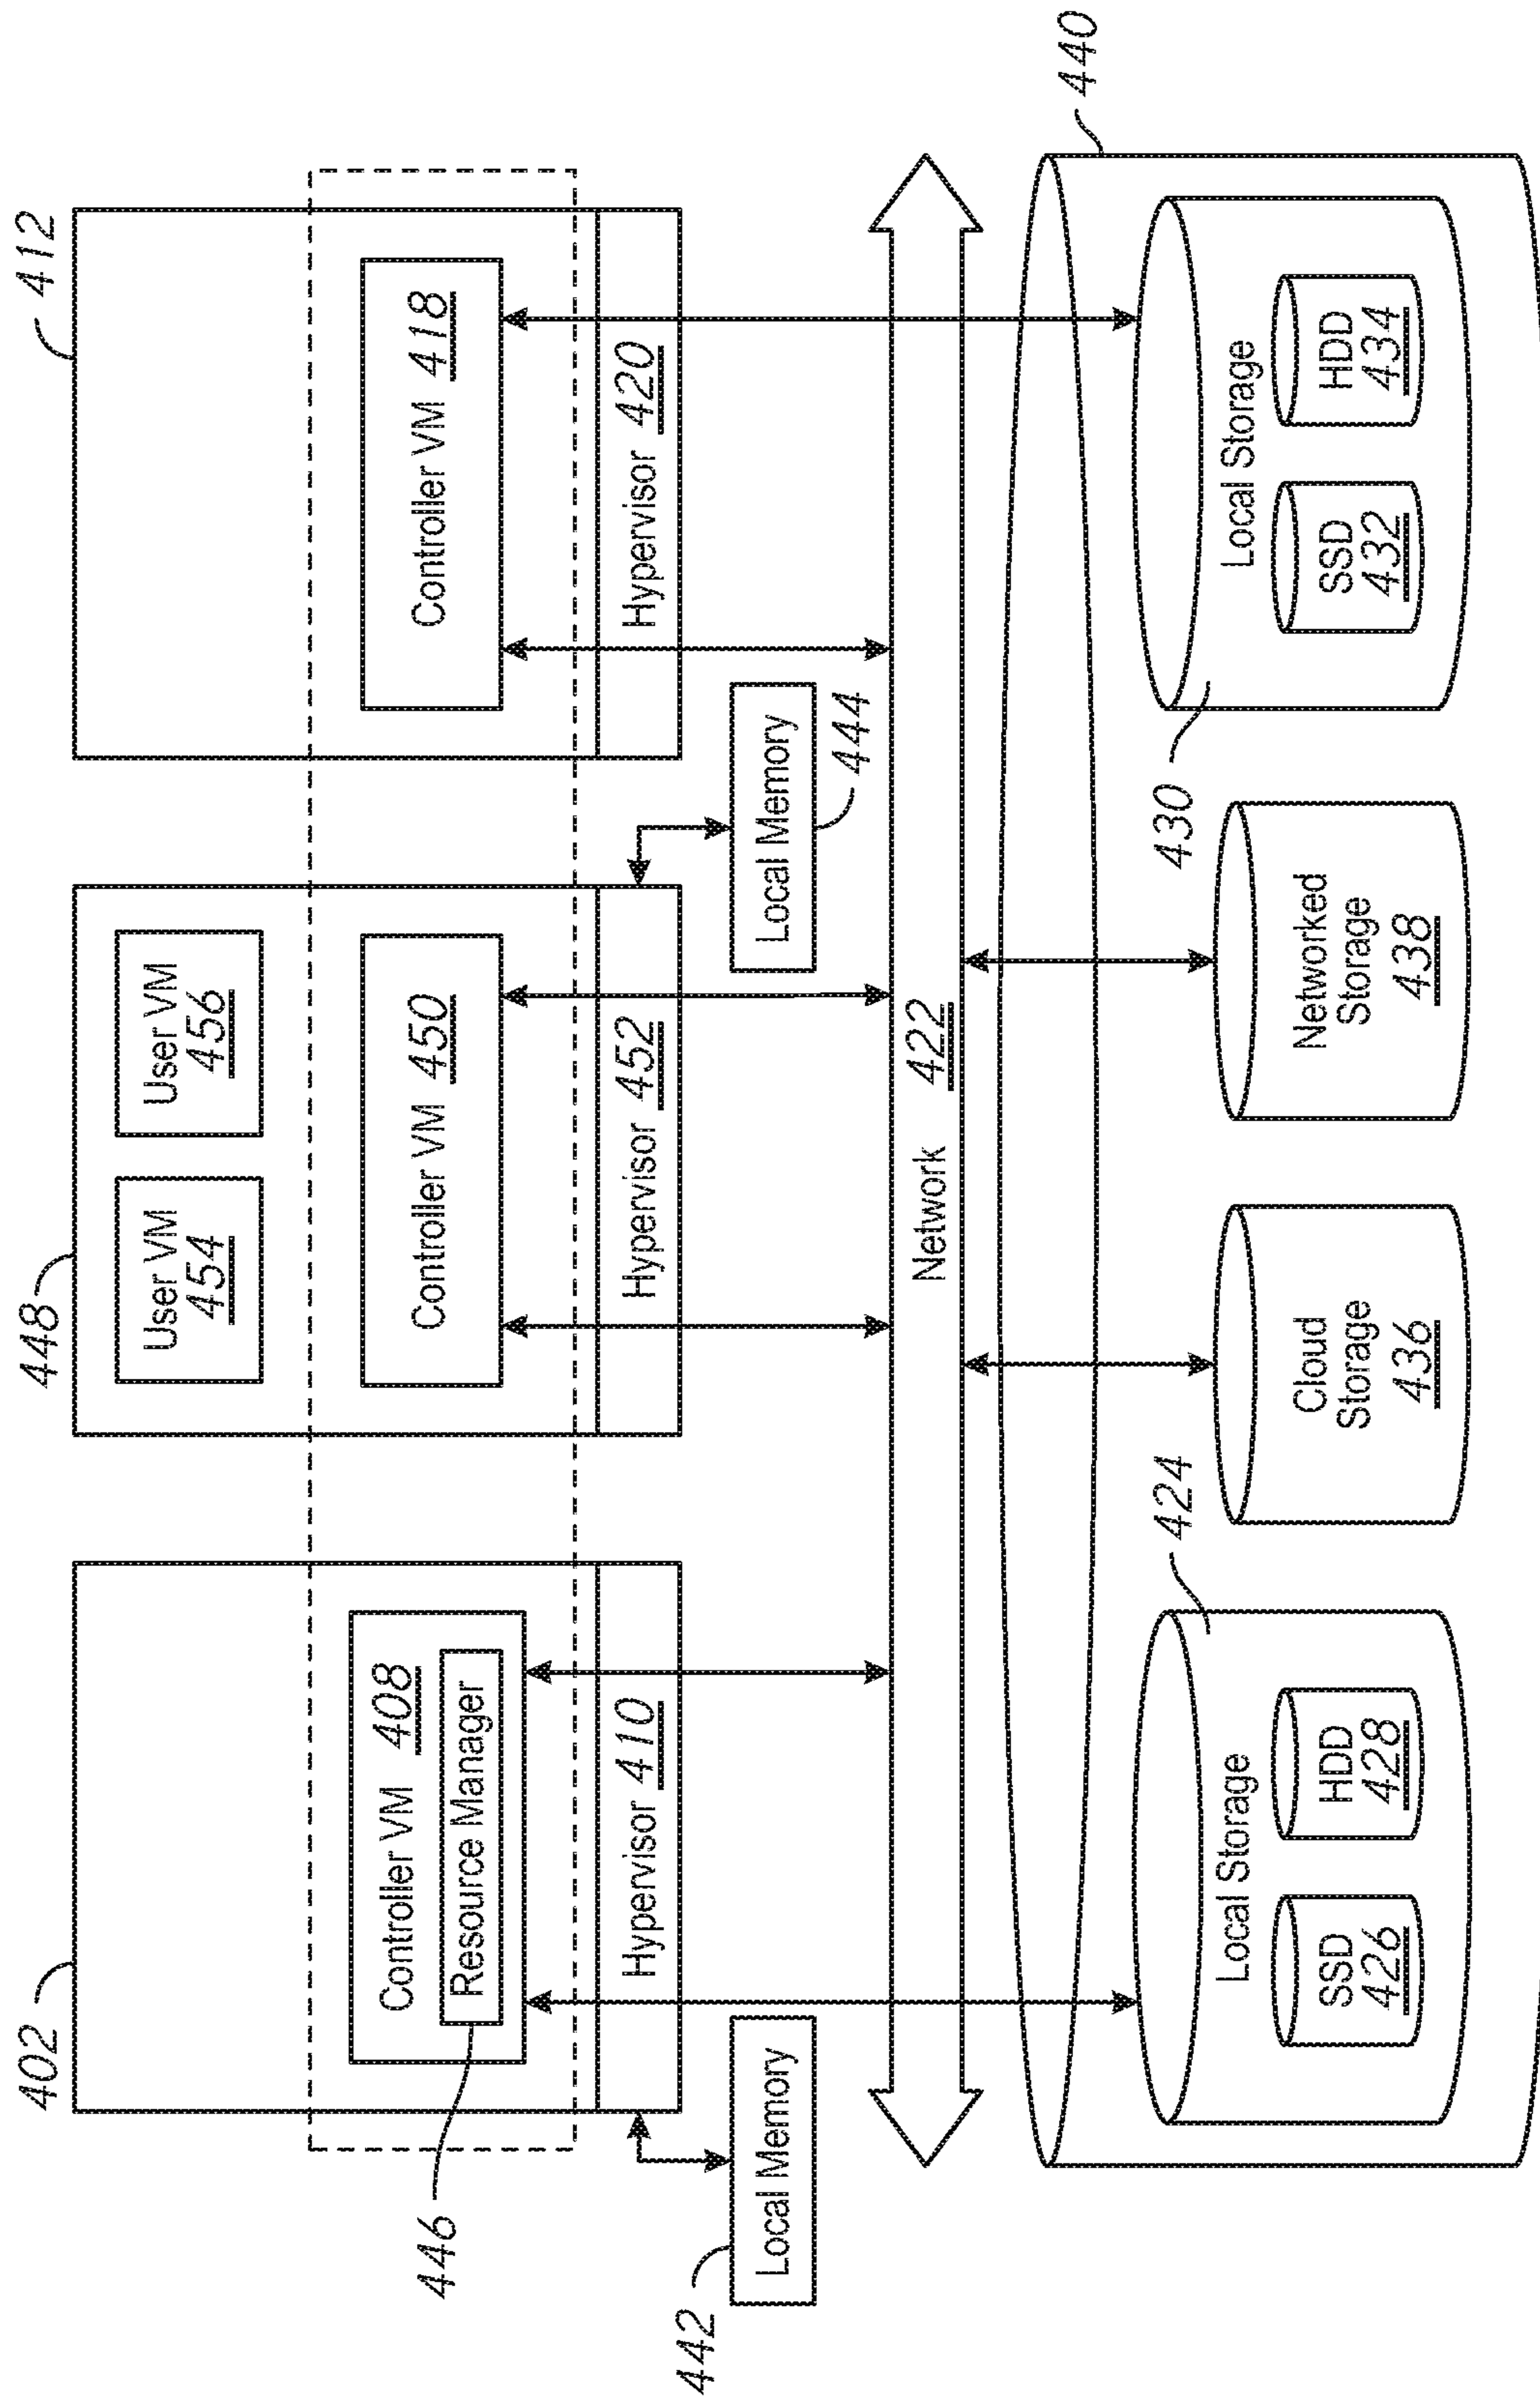 402
448
412
User VM
454
User VM
456
Controller VM 408
Resource Manager
446
Controller VM 450
Controller VM 418
Hypervisor 410
Hypervisor 452
Hypervisor 420
442
Local Memory
Local Memory
444
Network 422
440
424
430
Local Storage
SSD
426
HDD
428
Cloud
Storage
436
Networked
Storage
438
Local Storage
SSD
432
HDD
434